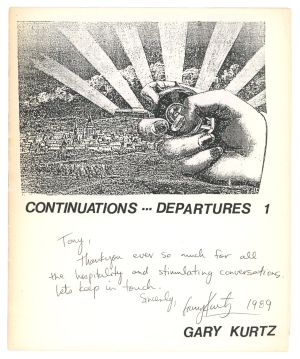 CONTINUATIONS --- DEPARTURES 1
Tony,
Thankyou ever so much for all
the hospitality and stimulating conversations.
Lets keep in touch.
Sincerly, Gary Kurtz 1989
GARY KURTZ